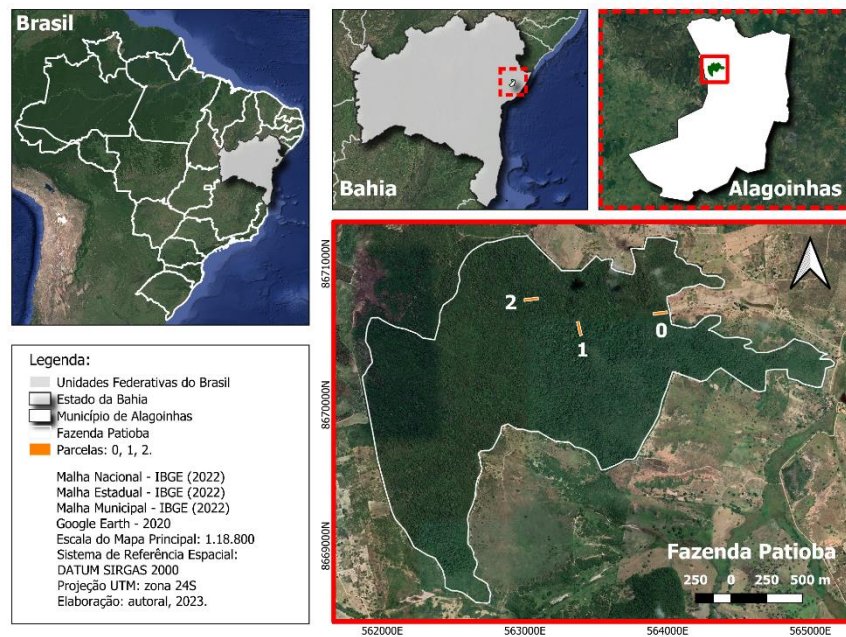 Brasil
Bahia
Alagoinhas
8671000N
8670000N
8669000N
2
1
0
Fazenda Patioba
250 0 250 500 m
562000E 563000E 564000E 565000E
Legenda:
Unidades Federativas do Brasil
Estado da Bahia
Município de Alagoinhas
Fazenda Patioba
Parcelas: 0, 1, 2.
Malha Nacional - IBGE (2022)
Malha Estadual - IBGE (2022)
Malha Municipal - IBGE (2022)
Google Earth - 2020
Escala do Mapa Principal: 1.18.800
Sistema de Referência Espacial:
DATUM SIRGAS 2000
Projeção UTM: zona 24S
Elaboração: autoral, 2023.